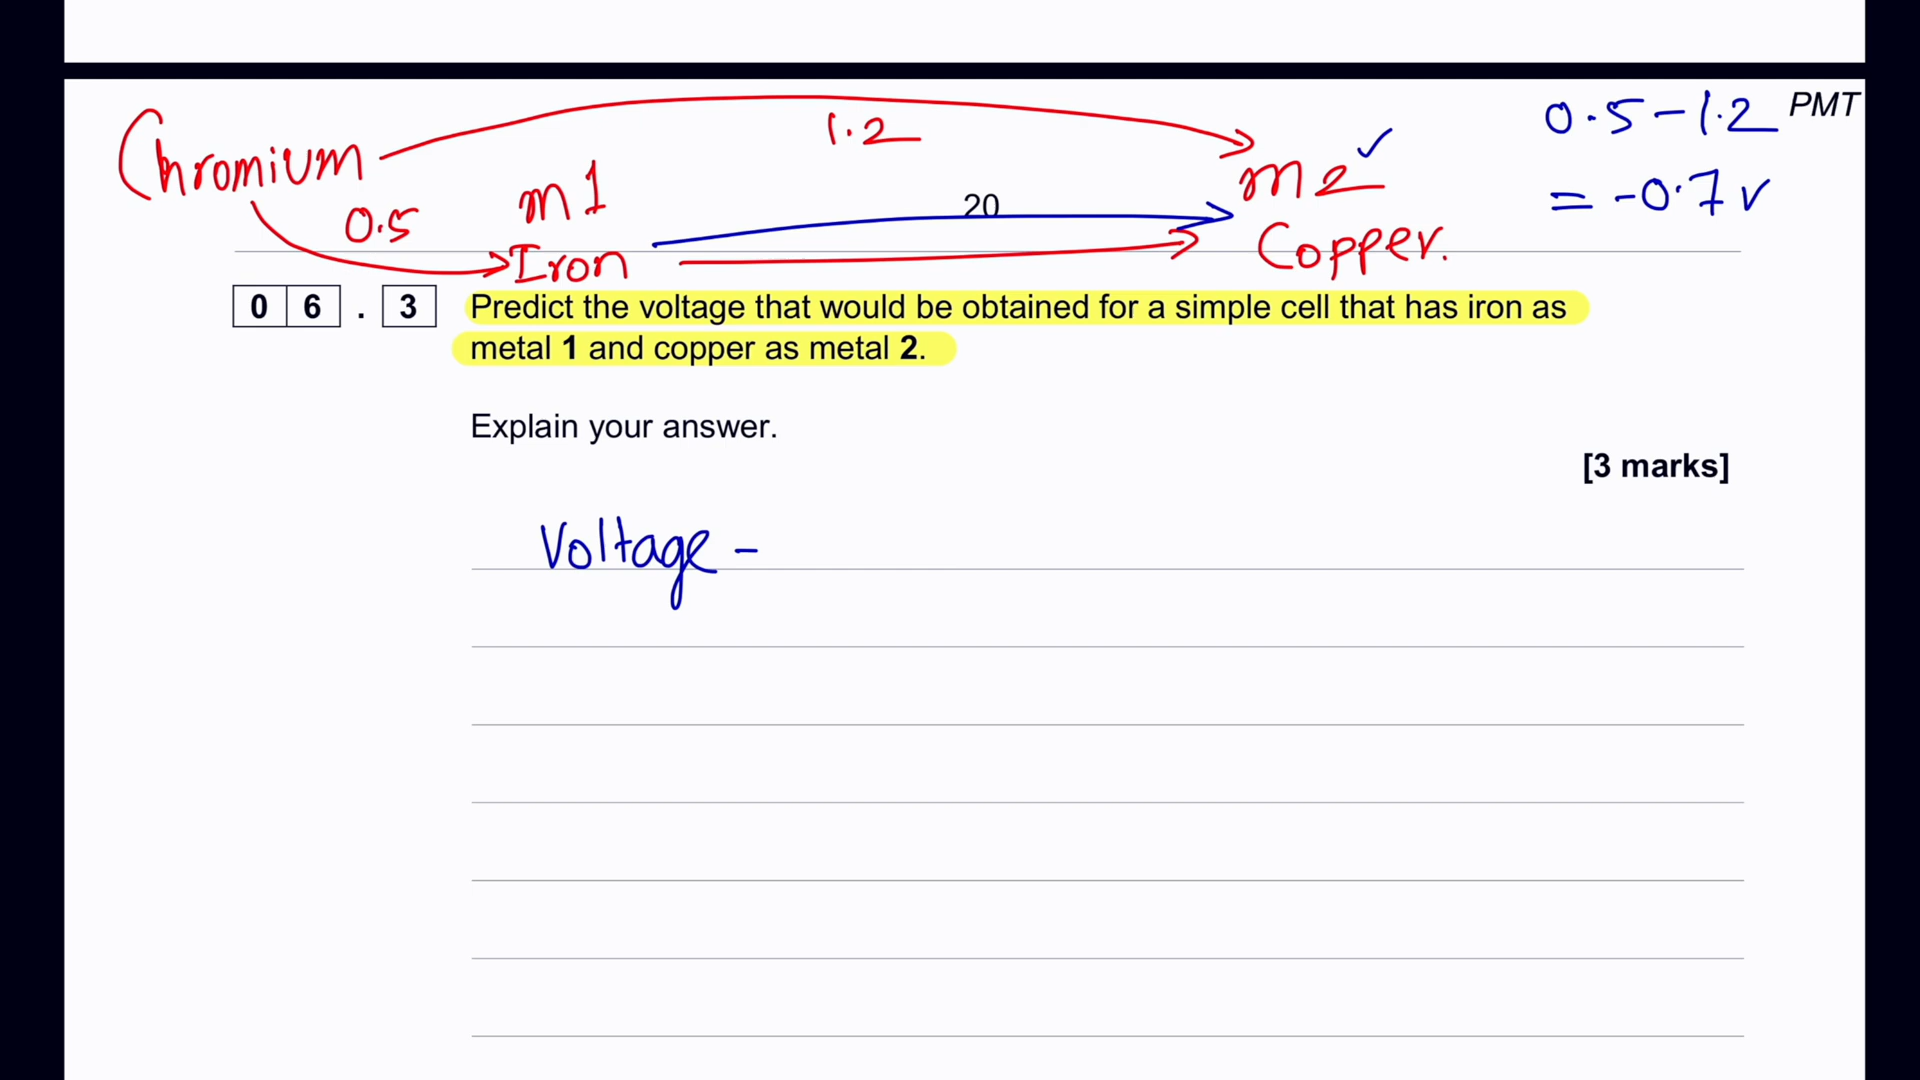 0.5-1.2 PMT
Chromium 1.2 m2
0.5 m1 20 = -0.7 v
Iron Copper.
06.3 Predict the voltage that would be obtained for a simple cell that has iron as
metal 1 and copper as metal 2.
Explain your answer.
[3 marks]
Voltage -